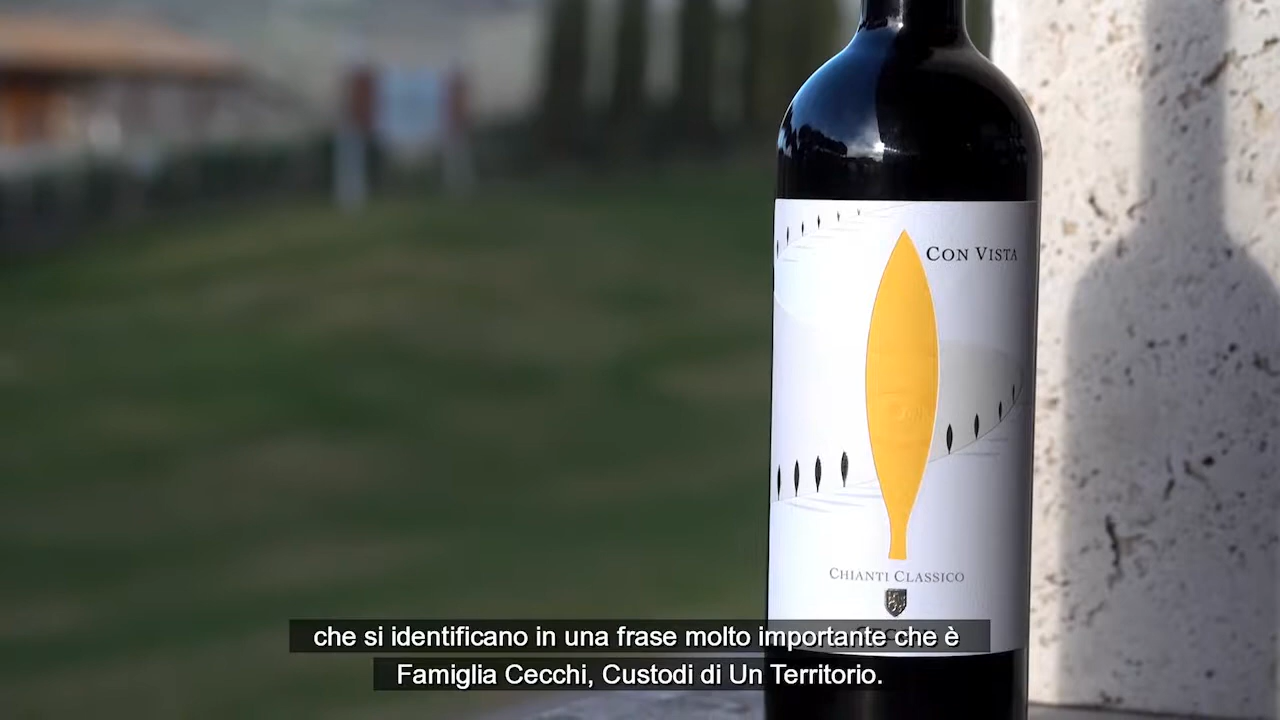 CON VISTA
CHIANTI CLASSICO
che si identificano in una frase molto importante che è
Famiglia Cecchi, Custodi di Un Territorio.